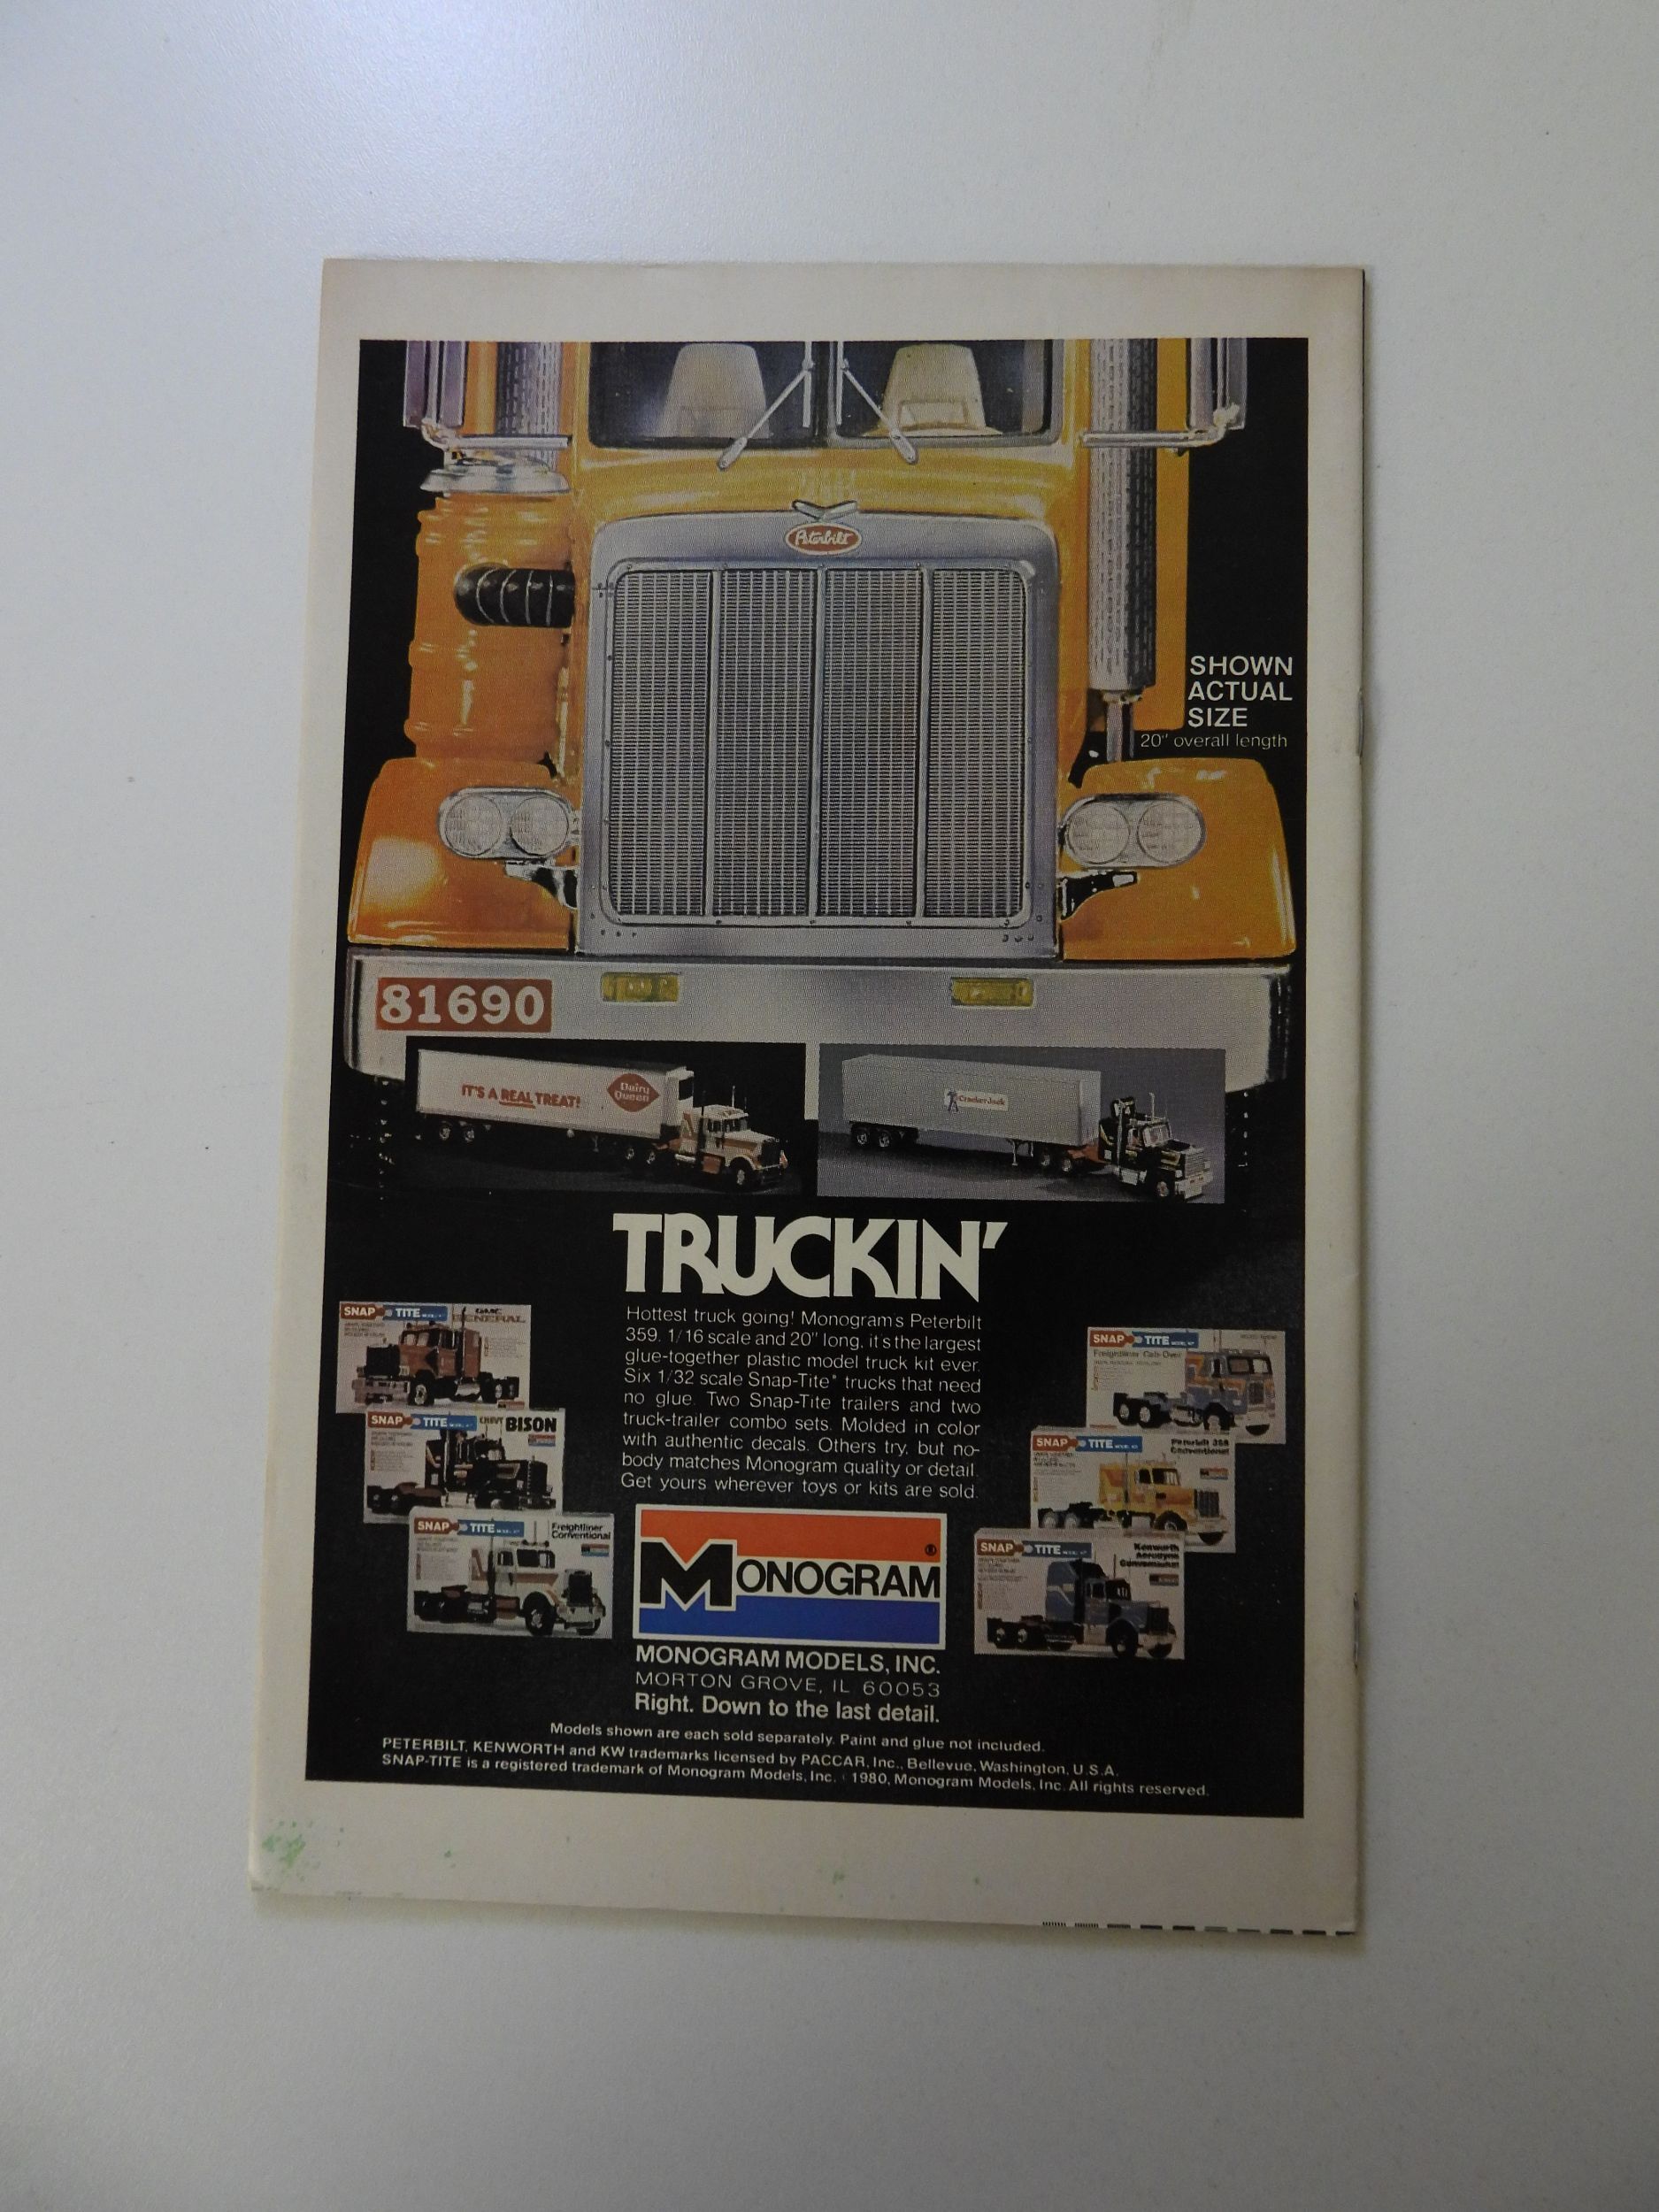 Peterbilt
SHOWN
ACTUAL
SIZE
20" overall length
81690
IT'S A REAL TREAT!
Dairy
Queen
Cracker Jack
TRUCKIN'
Hottest truck going! Monogram's Peterbilt
359. 1/16 scale and 20" long, it's the largest
glue-together plastic model truck kit ever.
Six 1/32 scale Snap-Tite® trucks that need
no glue. Two Snap-Tite trailers and two
truck-trailer combo sets. Molded in color
with authentic decals. Others try, but no-
body matches Monogram quality or detail.
Get yours wherever toys or kits are sold.
SNAP TITE
GMC
GENERAL
SNAP TITE
CHEVY BISON
SNAP TITE
Freightliner
Conventional
SNAP TITE
Freightliner Cab-Over
SNAP TITE
Peterbilt 359
Conventional
SNAP TITE
Kenworth
Aerodyne
Conventional
MONOGRAM®
MONOGRAM MODELS, INC.
MORTON GROVE, IL 60053
Right. Down to the last detail.
Models shown are each sold separately. Paint and glue not included.
PETERBILT, KENWORTH and KW trademarks licensed by PACCAR, Inc., Bellevue, Washington, U.S.A.
SNAP-TITE is a registered trademark of Monogram Models, Inc. 1980, Monogram Models, Inc. All rights reserved.